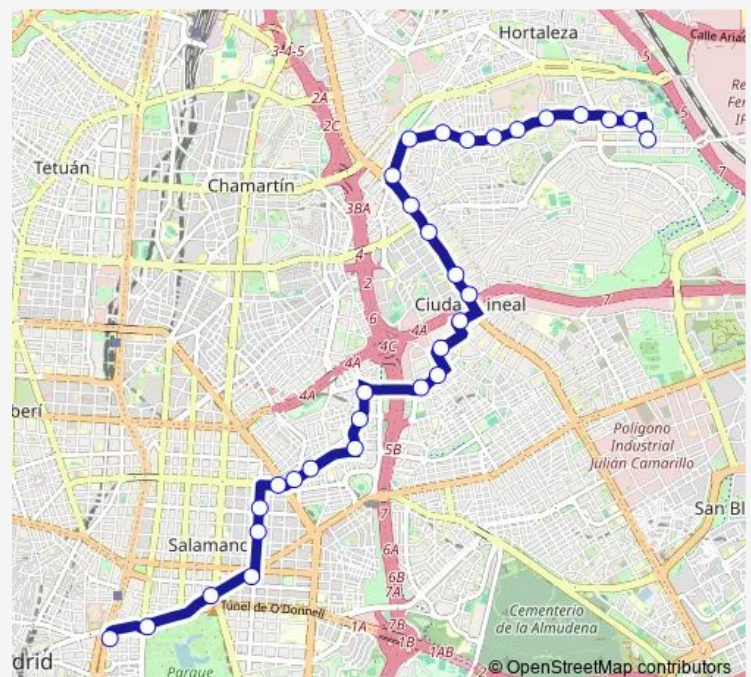 Hortaleza
Calle
3-4-5
5
2A
2C
5
Tetuán
Chamartín
7
3BA
4
2
7
6
Ciuda
ineal
4A
4C
4A
4A
Polígono
Industrial
Julián Camarillo
5B
7
San Bl
Salamanc
6A
6B
7A
Túnel de O'Donnell
1A
7B
1B
1AB
2
Cementerio
de la Almudena
drid
Parque
© OpenStreetMap contributors